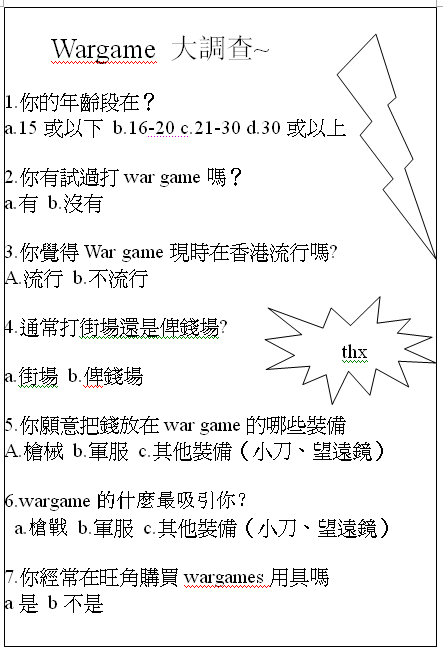 Wargame 大調查~
1.你的年齡段在？
a.15 或以下 b.16-20 c.21-30 d.30 或以上
2.你有試過打 war game 嗎？
a.有 b.沒有
3.你覺得 War game 現時在香港流行嗎?
A.流行 b.不流行
4.通常打街場還是俾錢場?
thx
a.街場 b.俾錢場
5.你願意把錢放在 war game 的哪些裝備
A.槍械 b.軍服 c.其他裝備（小刀、望遠鏡）
6.wargame 的什麼最吸引你?
a.槍戰 b.軍服 c.其他裝備（小刀、望遠鏡）
7.你經常在旺角購買 wargames 用具嗎
a 是 b 不是